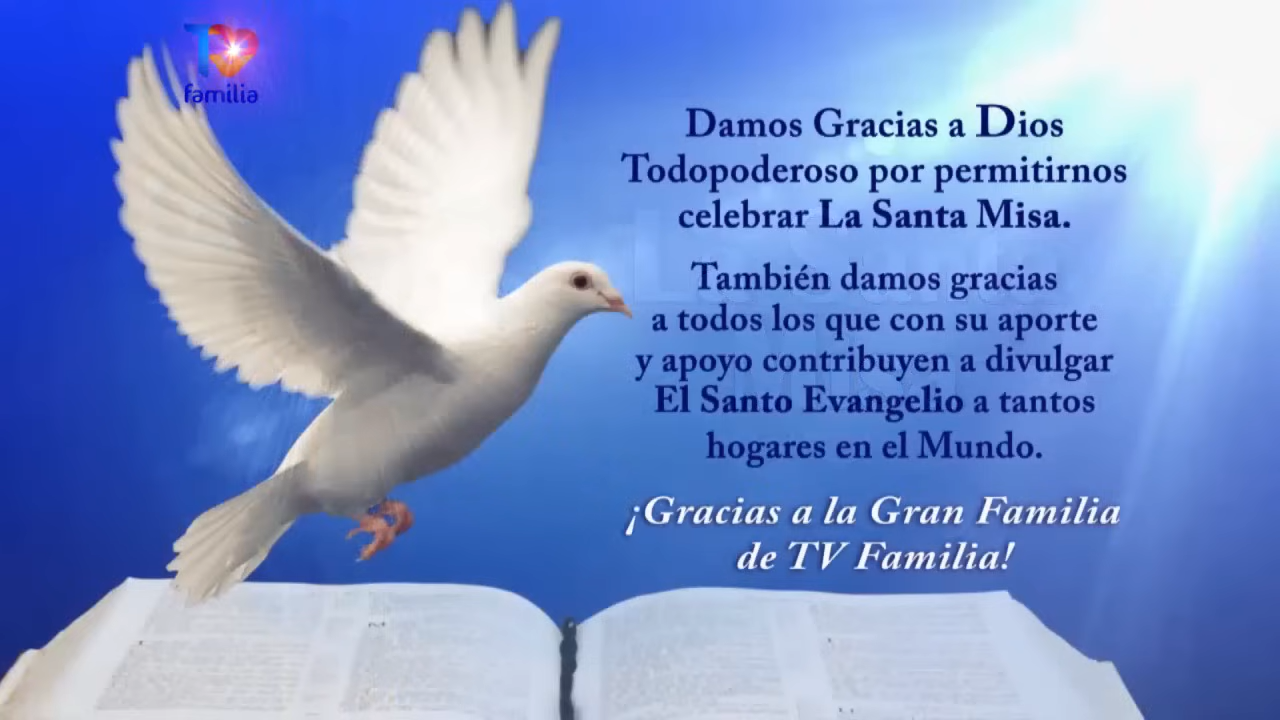 TV
familia
Damos Gracias a Dios
Todopoderoso por permitirnos
celebrar La Santa Misa.
También damos gracias
a todos los que con su aporte
y apoyo contribuyen a divulgar
El Santo Evangelio a tantos
hogares en el Mundo.
¡Gracias a la Gran Familia
de TV Familia!